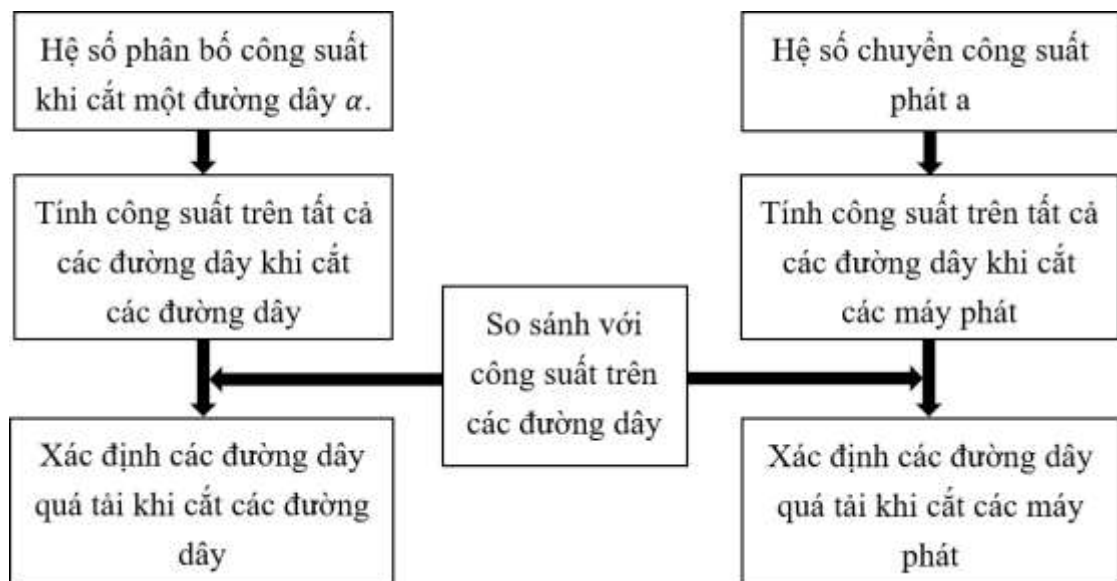 Hệ số phân bố công suất
khi cắt một đường dây α.
Tính công suất trên tất cả
các đường dây khi cắt
các đường dây
Xác định các đường dây
quá tải khi cắt các đường
dây
So sánh với
công suất trên
các đường dây
Hệ số chuyển công suất
phát a
Tính công suất trên tất cả
các đường dây khi cắt
các máy phát
Xác định các đường dây
quá tải khi cắt các máy
phát